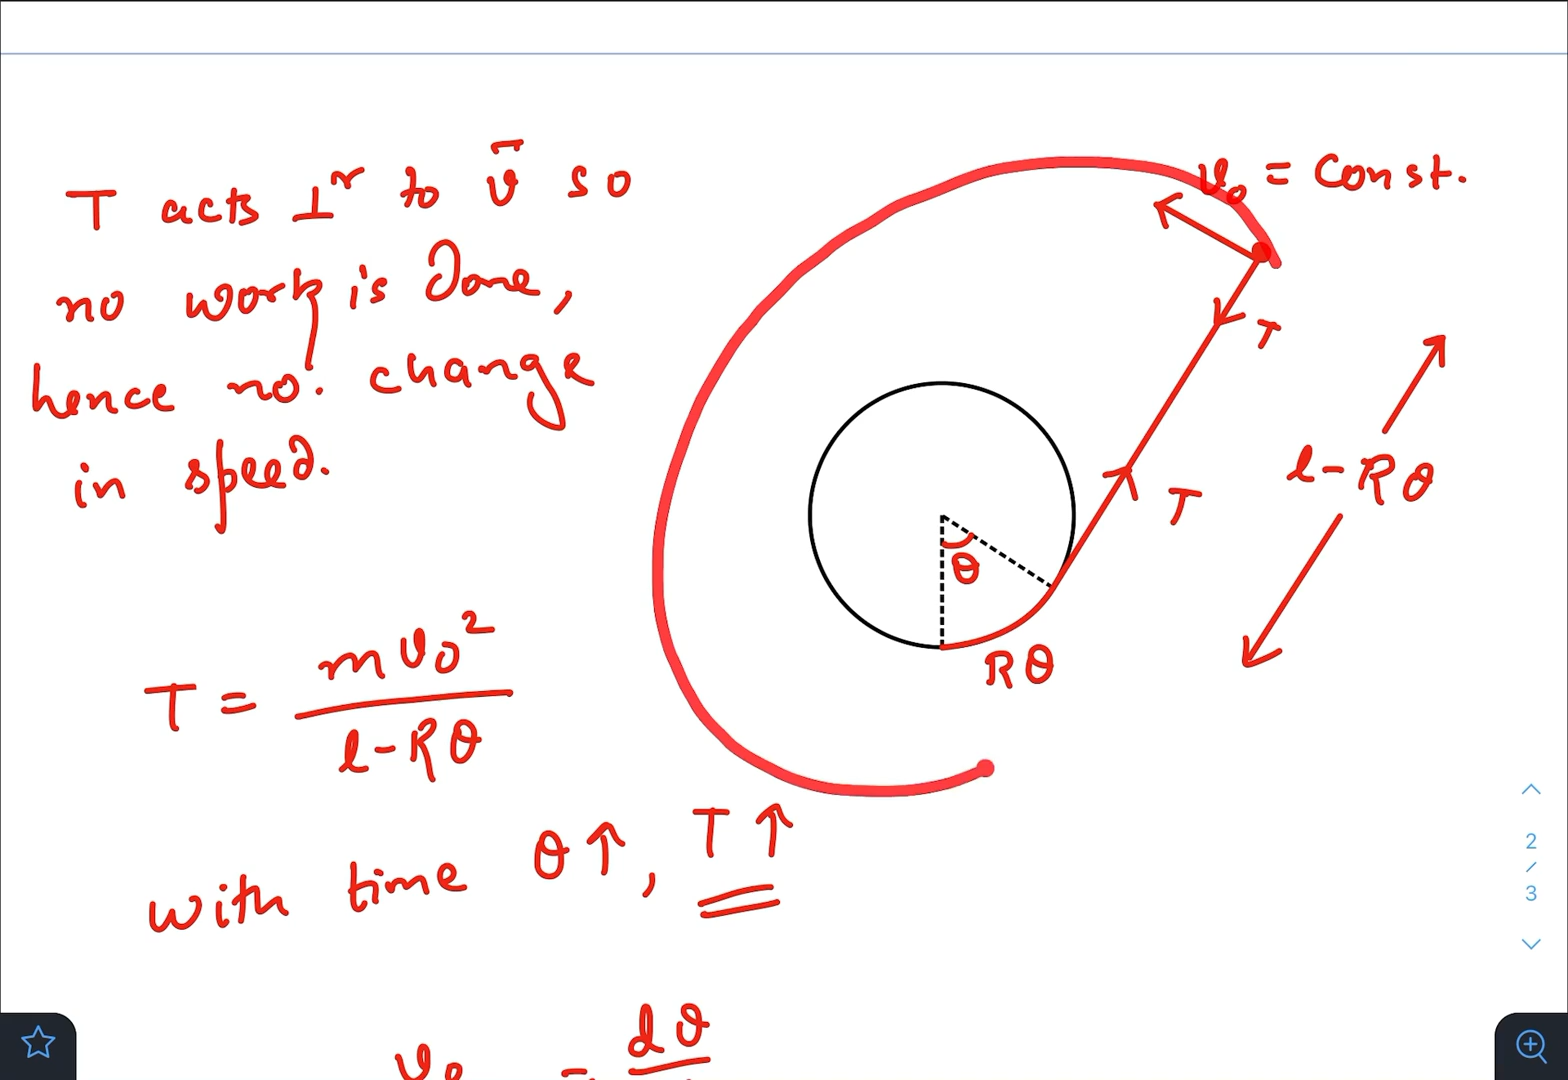 T acts ⊥ʳ to v̄ so
no work is done,
hence no. change
in speed.
T = mv₀² / l-Rθ
with time θ↑, T↑
v₀ = const.
T
T
l-Rθ
θ
Rθ
= dθ
2
/
3